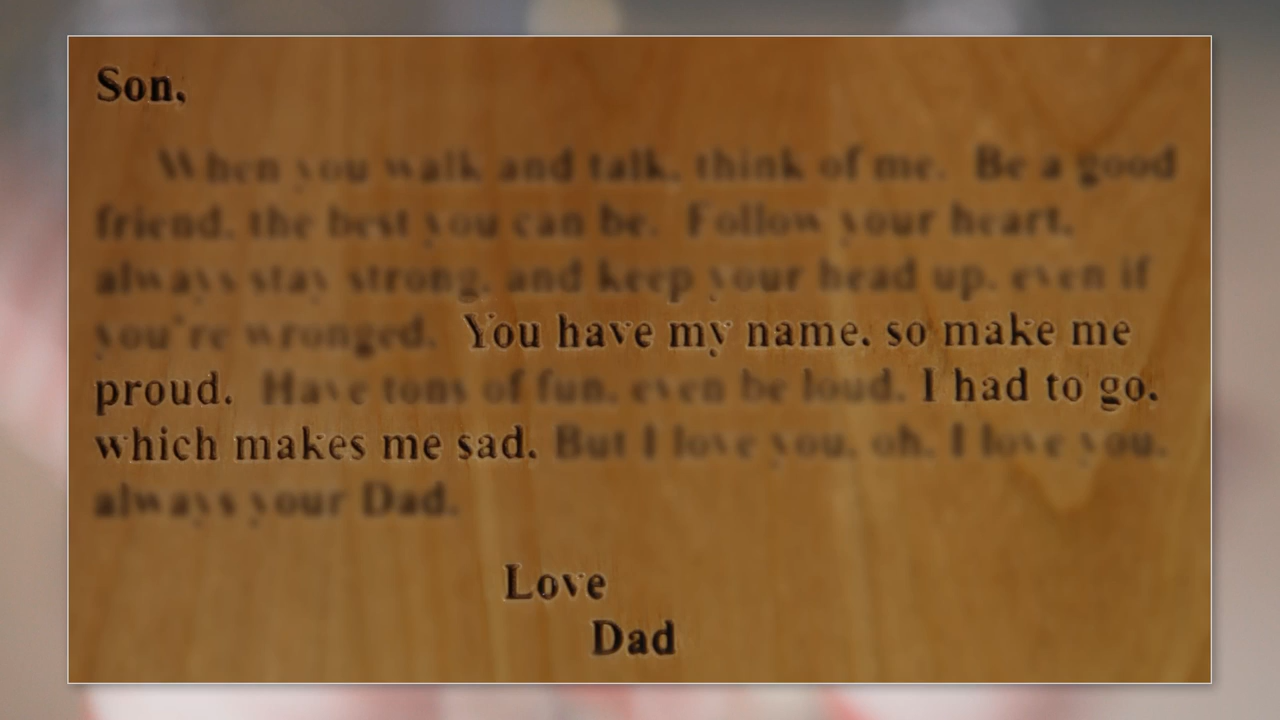 Son,
When you walk and talk, think of me. Be a good
friend, the best you can be. Follow your heart,
always stay strong, and keep your head up, even if
you're wronged. You have my name, so make me
proud. Have tons of fun, even be loud. I had to go,
which makes me sad. But I love you, oh, I love you,
always your Dad.
Love
Dad